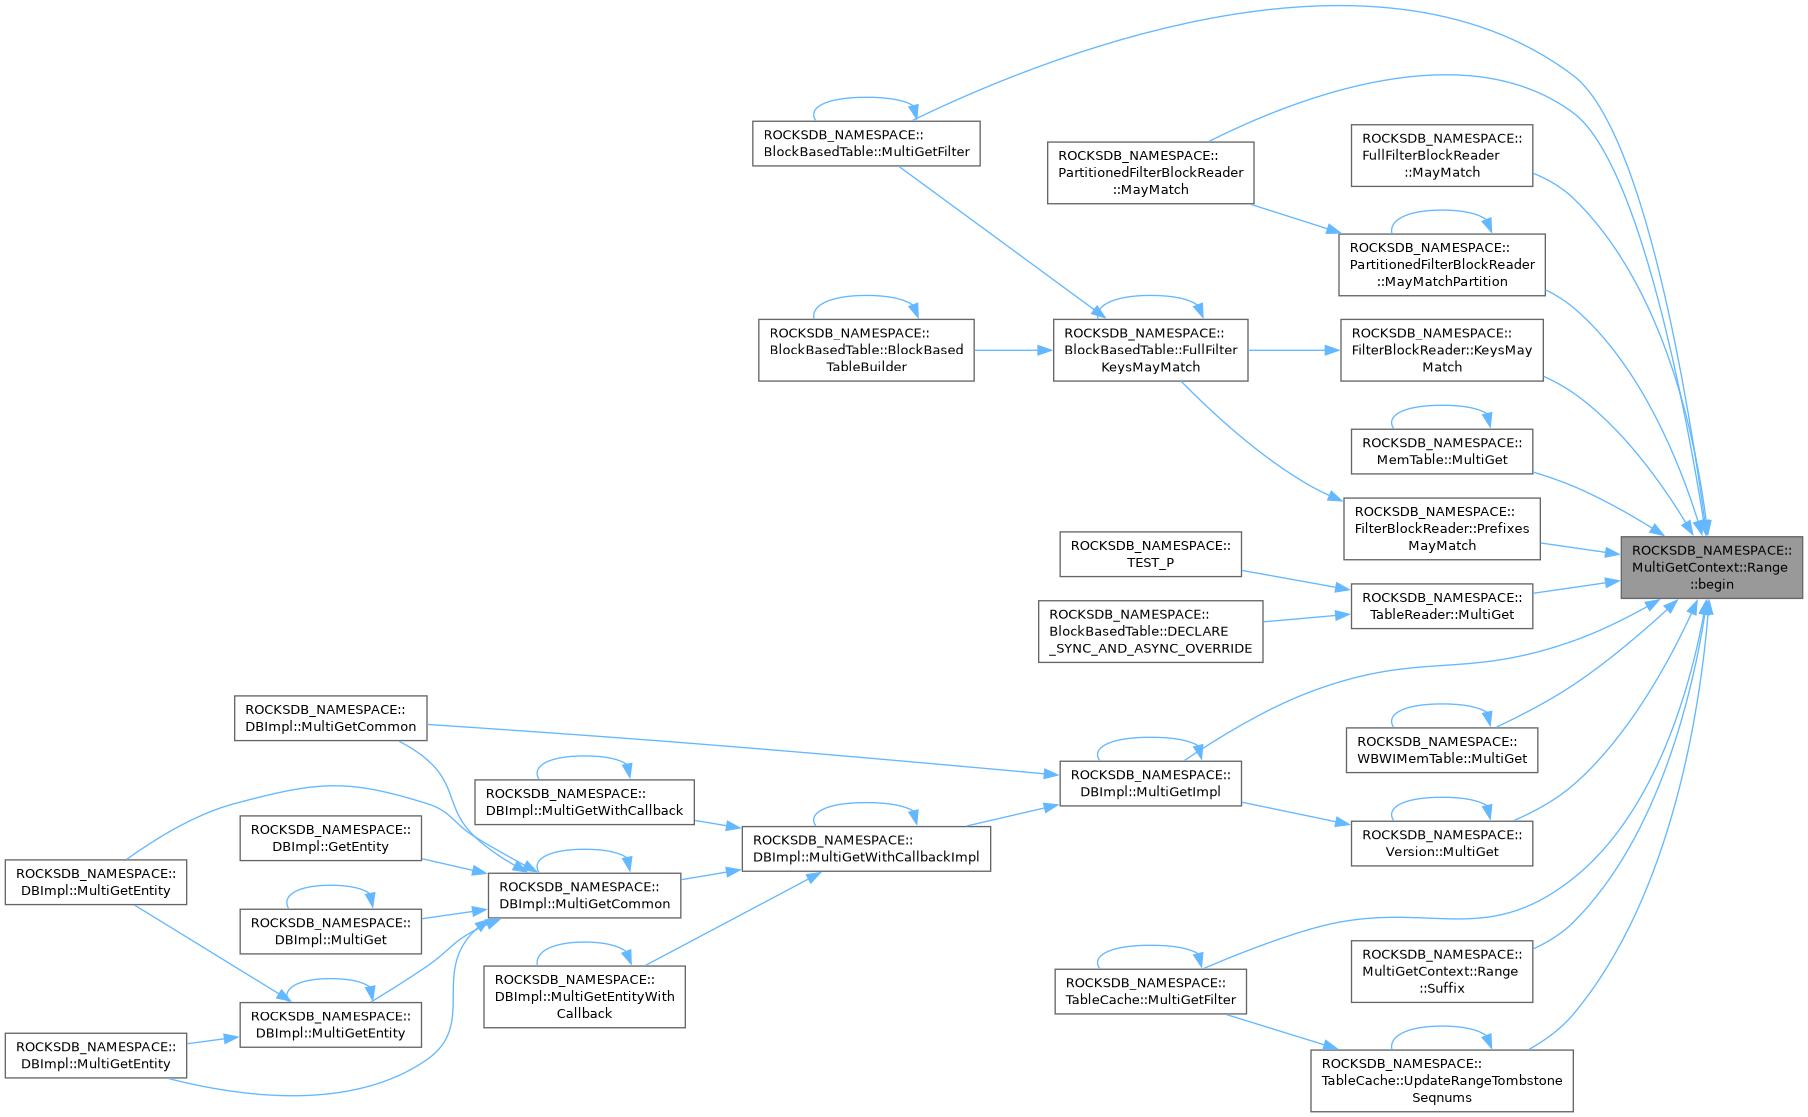 ROCKSDB_NAMESPACE::
BlockBasedTable::MultiGetFilter
ROCKSDB_NAMESPACE::
PartitionedFilterBlockReader
::MayMatch
ROCKSDB_NAMESPACE::
FullFilterBlockReader
::MayMatch
ROCKSDB_NAMESPACE::
PartitionedFilterBlockReader
::MayMatchPartition
ROCKSDB_NAMESPACE::
BlockBasedTable::BlockBased
TableBuilder
ROCKSDB_NAMESPACE::
BlockBasedTable::FullFilter
KeysMayMatch
ROCKSDB_NAMESPACE::
FilterBlockReader::KeysMay
Match
ROCKSDB_NAMESPACE::
MemTable::MultiGet
ROCKSDB_NAMESPACE::
FilterBlockReader::Prefixes
MayMatch
ROCKSDB_NAMESPACE::
TEST_P
ROCKSDB_NAMESPACE::
MultiGetContext::Range
::begin
ROCKSDB_NAMESPACE::
TableReader::MultiGet
ROCKSDB_NAMESPACE::
BlockBasedTable::DECLARE
_SYNC_AND_ASYNC_OVERRIDE
ROCKSDB_NAMESPACE::
DBImpl::MultiGetCommon
ROCKSDB_NAMESPACE::
WBWIMemTable::MultiGet
ROCKSDB_NAMESPACE::
DBImpl::MultiGetImpl
ROCKSDB_NAMESPACE::
DBImpl::MultiGetWithCallback
ROCKSDB_NAMESPACE::
DBImpl::GetEntity
ROCKSDB_NAMESPACE::
DBImpl::MultiGetWithCallbackImpl
ROCKSDB_NAMESPACE::
Version::MultiGet
ROCKSDB_NAMESPACE::
DBImpl::MultiGetEntity
ROCKSDB_NAMESPACE::
DBImpl::MultiGetCommon
ROCKSDB_NAMESPACE::
DBImpl::MultiGet
ROCKSDB_NAMESPACE::
MultiGetContext::Range
::Suffix
ROCKSDB_NAMESPACE::
DBImpl::MultiGetEntityWith
Callback
ROCKSDB_NAMESPACE::
TableCache::MultiGetFilter
ROCKSDB_NAMESPACE::
DBImpl::MultiGetEntity
ROCKSDB_NAMESPACE::
DBImpl::MultiGetEntity
ROCKSDB_NAMESPACE::
TableCache::UpdateRangeTombstone
Seqnums